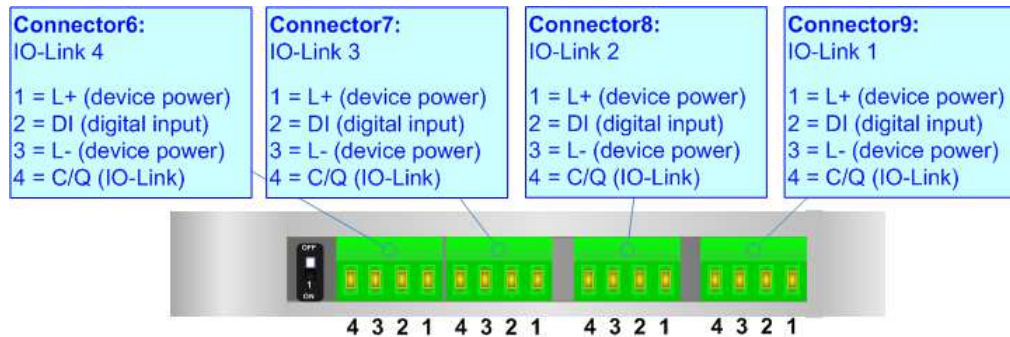 Connector6:
IO-Link 4
1 = L+ (device power)
2 = DI (digital input)
3 = L- (device power)
4 = C/Q (IO-Link)
Connector7:
IO-Link 3
1 = L+ (device power)
2 = DI (digital input)
3 = L- (device power)
4 = C/Q (IO-Link)
Connector8:
IO-Link 2
1 = L+ (device power)
2 = DI (digital input)
3 = L- (device power)
4 = C/Q (IO-Link)
Connector9:
IO-Link 1
1 = L+ (device power)
2 = DI (digital input)
3 = L- (device power)
4 = C/Q (IO-Link)
OFF
1
ON
4 3 2 1 4 3 2 1 4 3 2 1 4 3 2 1